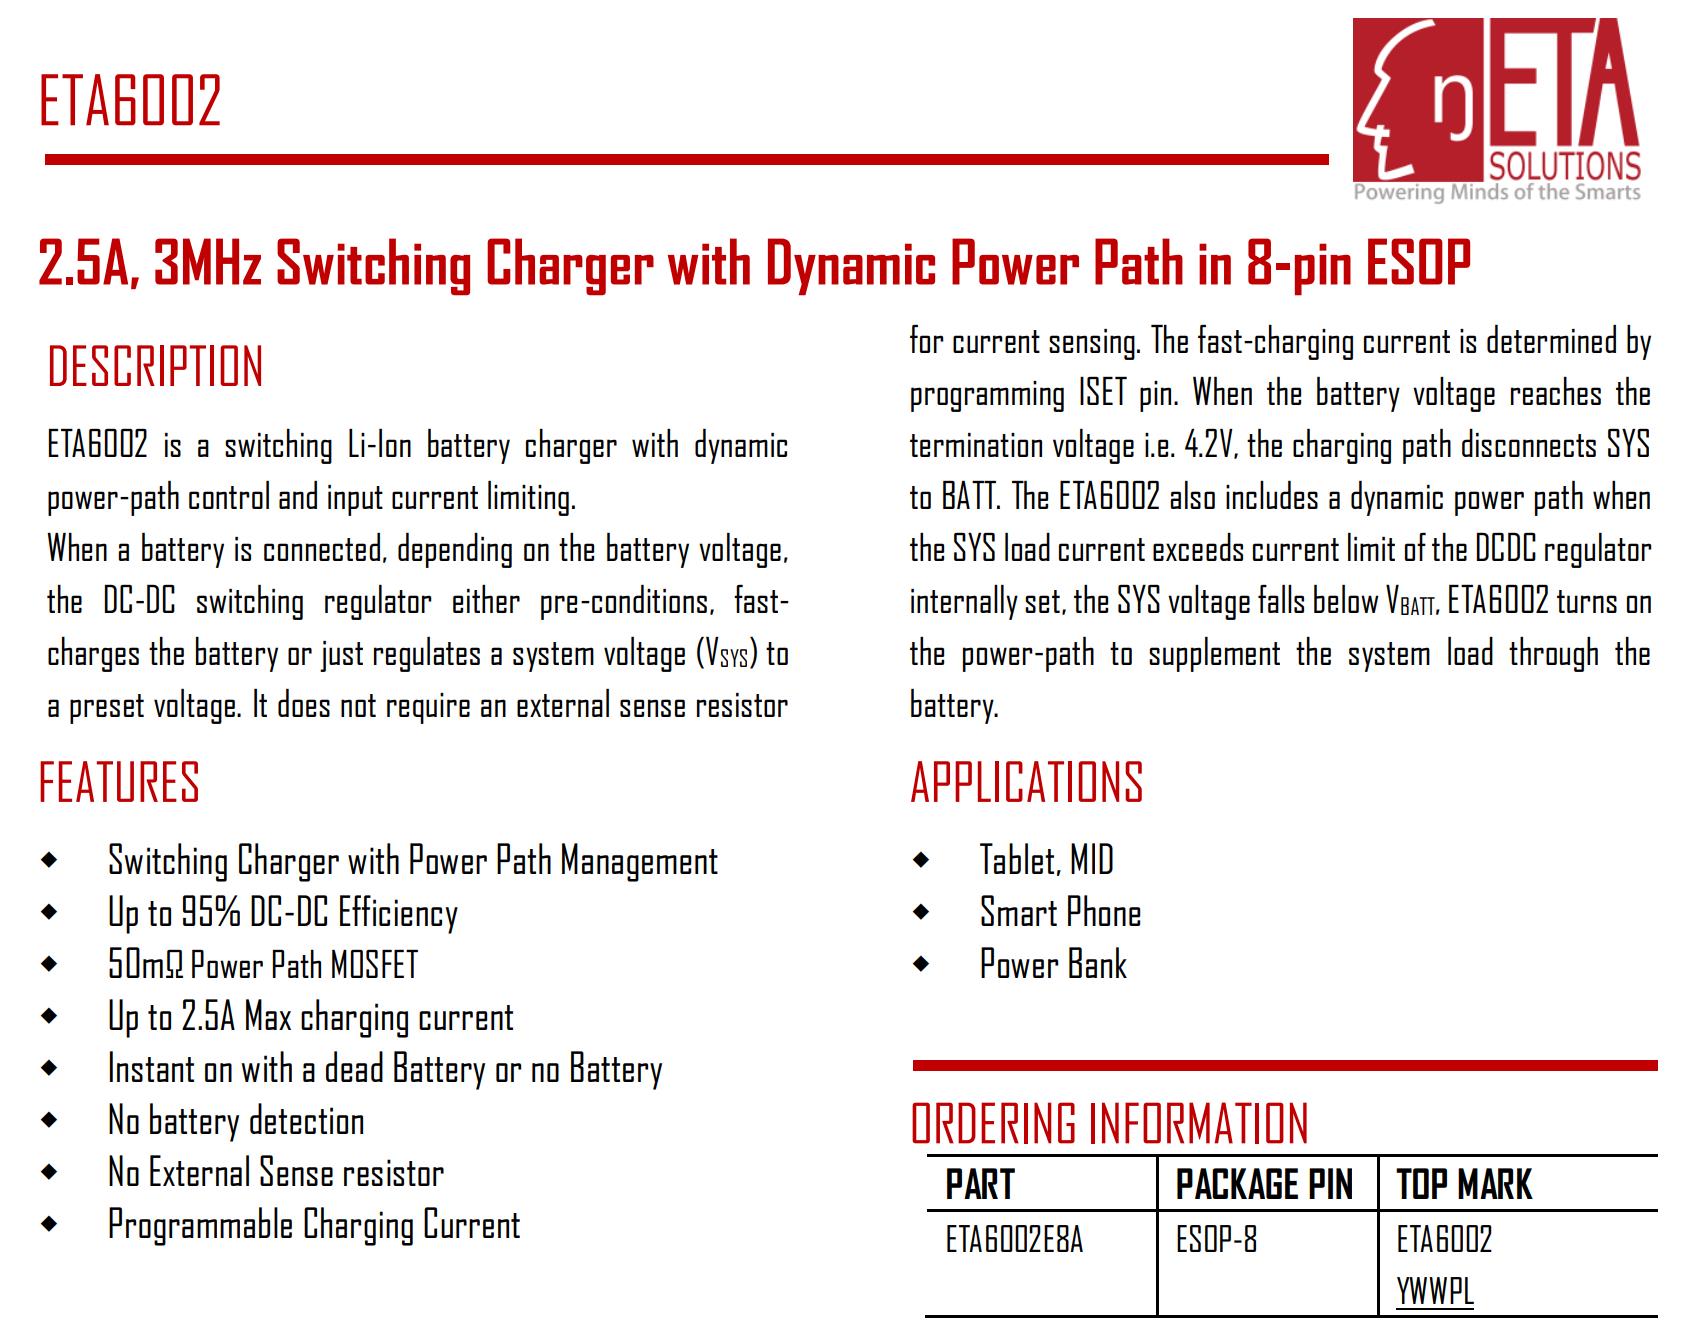 ETA6002
ηETA
SOLUTIONS
Powering Minds of the Smarts
2.5A, 3MHz Switching Charger with Dynamic Power Path in 8-pin ESOP
DESCRIPTION
ETA6002 is a switching Li-Ion battery charger with dynamic
power-path control and input current limiting.
When a battery is connected, depending on the battery voltage,
the DC-DC switching regulator either pre-conditions, fast-
charges the battery or just regulates a system voltage (VSYS) to
a preset voltage. It does not require an external sense resistor
for current sensing. The fast-charging current is determined by
programming ISET pin. When the battery voltage reaches the
termination voltage i.e. 4.2V, the charging path disconnects SYS
to BATT. The ETA6002 also includes a dynamic power path when
the SYS load current exceeds current limit of the DCDC regulator
internally set, the SYS voltage falls below VBATT, ETA6002 turns on
the power-path to supplement the system load through the
battery.
FEATURES
◆ Switching Charger with Power Path Management
◆ Up to 95% DC-DC Efficiency
◆ 50mΩ Power Path MOSFET
◆ Up to 2.5A Max charging current
◆ Instant on with a dead Battery or no Battery
◆ No battery detection
◆ No External Sense resistor
◆ Programmable Charging Current
APPLICATIONS
◆ Tablet, MID
◆ Smart Phone
◆ Power Bank
ORDERING INFORMATION
PART PACKAGE PIN TOP MARK
ETA6002E8A ESOP-8 ETA6002
YWWPL